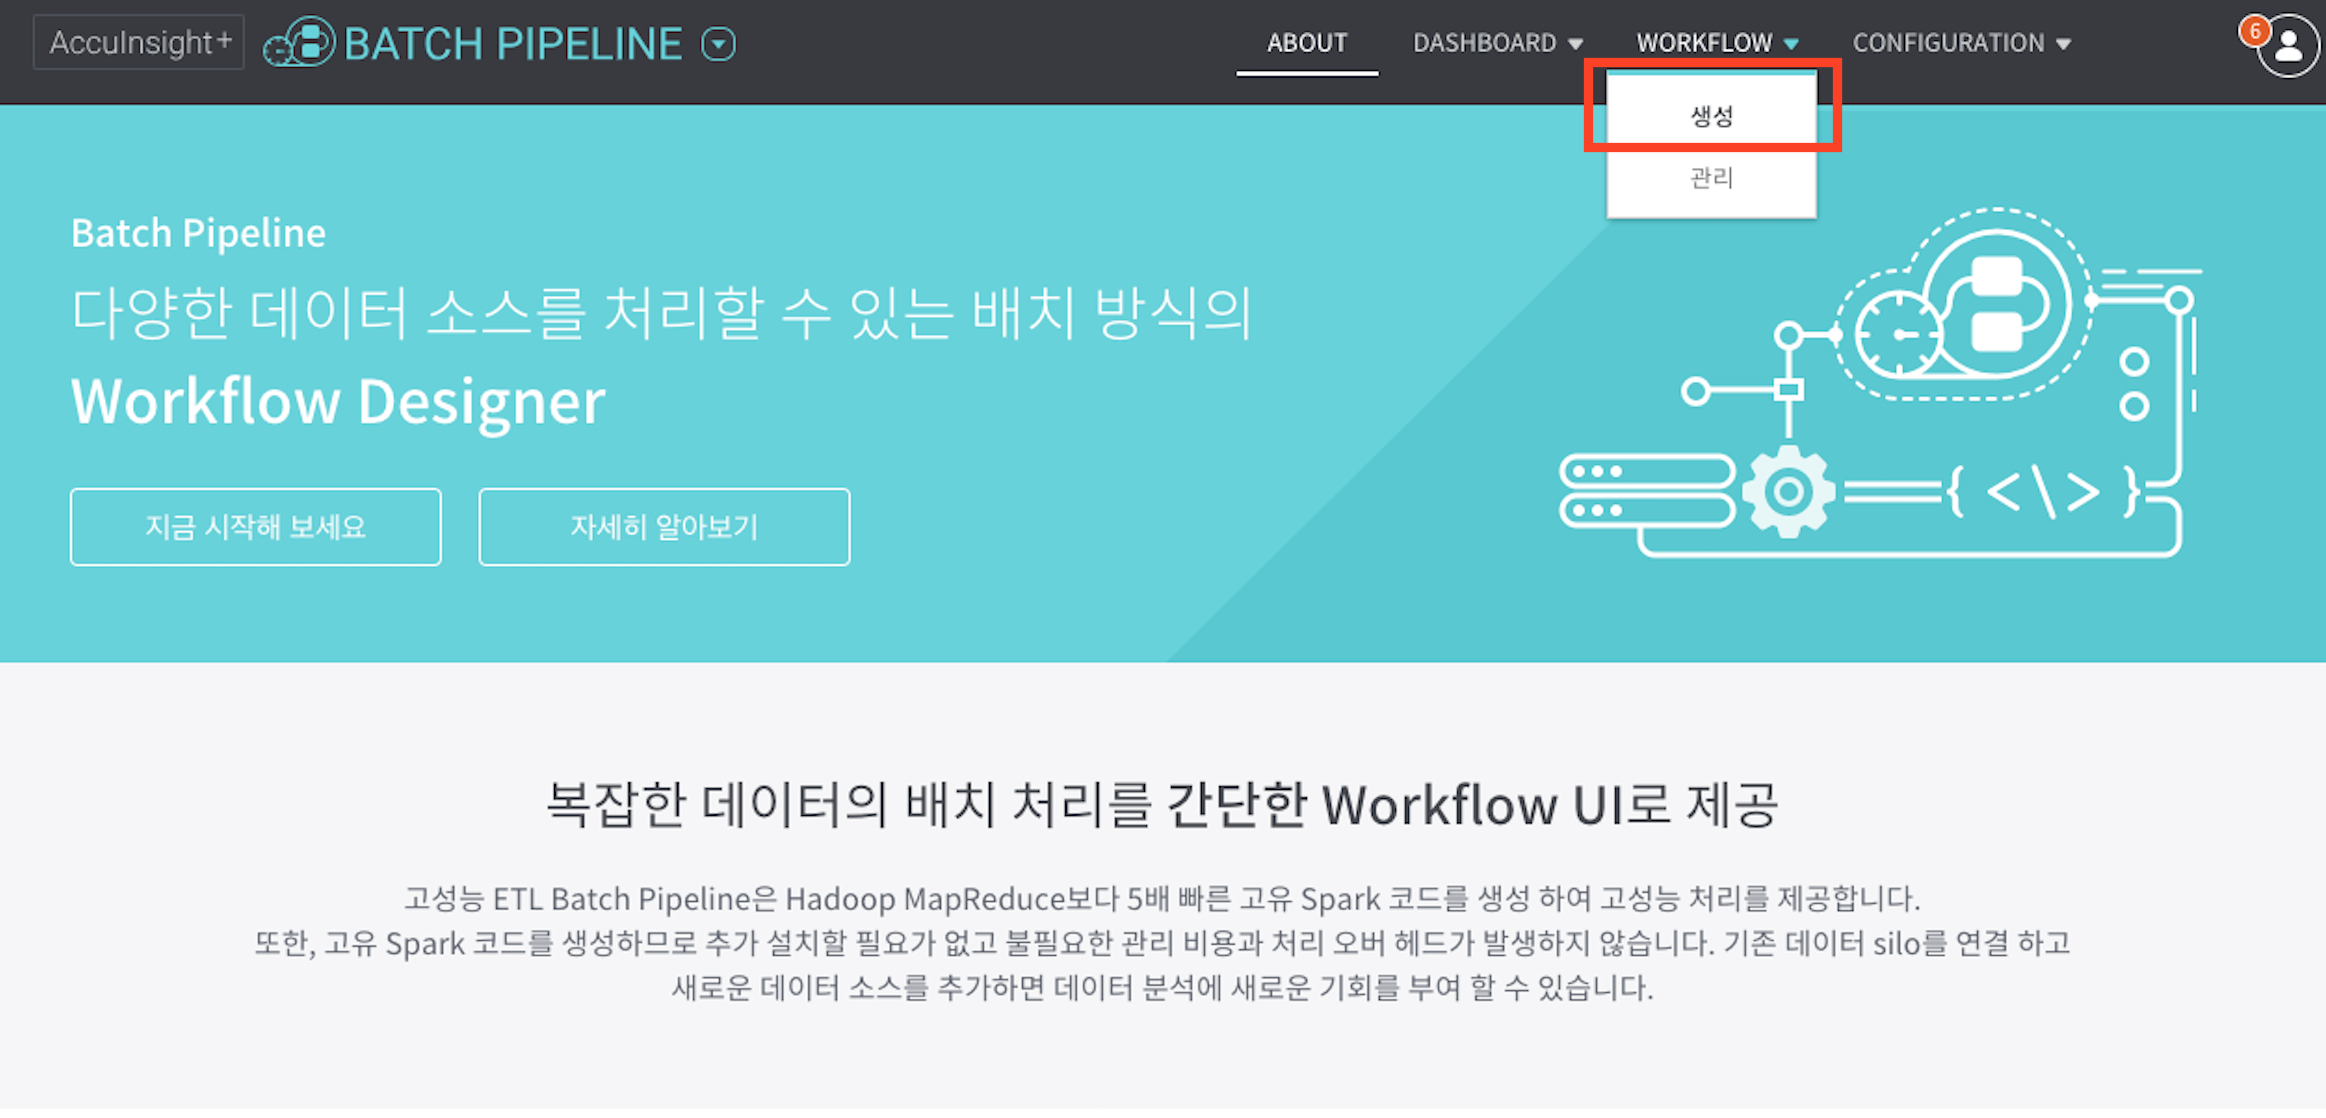 AccuInsight+
BATCH PIPELINE
ABOUT
DASHBOARD
WORKFLOW
CONFIGURATION
6
생성
관리
Batch Pipeline
다양한 데이터 소스를 처리할 수 있는 배치 방식의
Workflow Designer
지금 시작해 보세요
자세히 알아보기
{ <\> }
복잡한 데이터의 배치 처리를 간단한 Workflow UI로 제공
고성능 ETL Batch Pipeline은 Hadoop MapReduce보다 5배 빠른 고유 Spark 코드를 생성 하여 고성능 처리를 제공합니다.
또한, 고유 Spark 코드를 생성하므로 추가 설치할 필요가 없고 불필요한 관리 비용과 처리 오버 헤드가 발생하지 않습니다. 기존 데이터 silo를 연결 하고
새로운 데이터 소스를 추가하면 데이터 분석에 새로운 기회를 부여 할 수 있습니다.